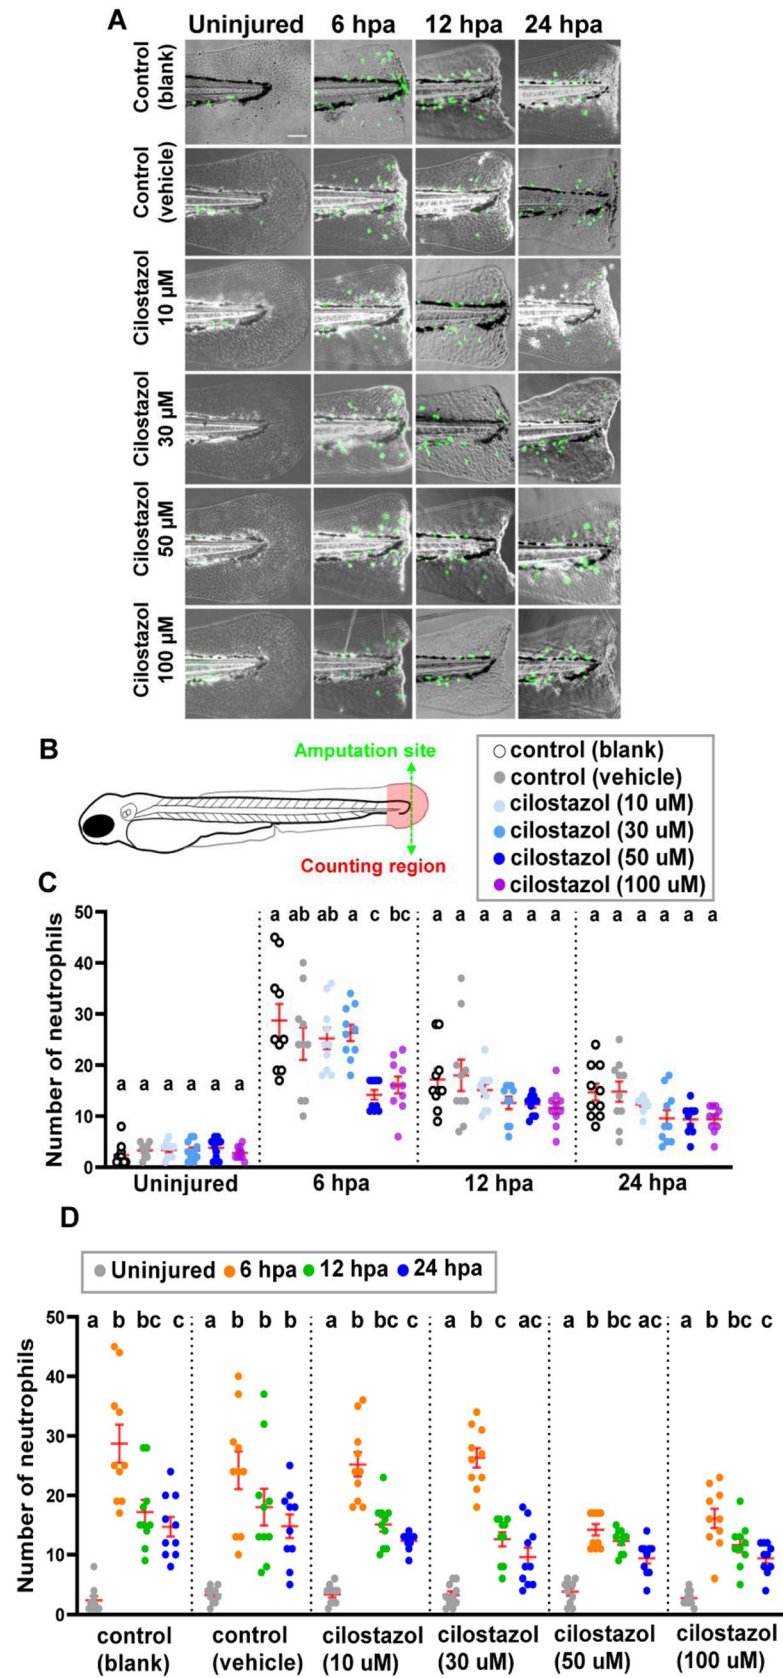 A
Uninjured 6 hpa 12 hpa 24 hpa
Control
(blank)
Control
(vehicle)
Cilostazol
10 µM
Cilostazol
30 µM
Cilostazol
50 µM
Cilostazol
100 µM
B
Amputation site
Counting region
control (blank)
control (vehicle)
cilostazol (10 uM)
cilostazol (30 uM)
cilostazol (50 uM)
cilostazol (100 uM)
C
Number of neutrophils
50
40
30
20
10
0
a a a a a a
a ab ab a c bc
a a a a a a
a a a a a a
Uninjured 6 hpa 12 hpa 24 hpa
D
Uninjured 6 hpa 12 hpa 24 hpa
Number of neutrophils
50
40
30
20
10
0
a b bc c
a b b b
a b bc c
a b c ac
a b bc ac
a b bc c
control
(blank)
control
(vehicle)
cilostazol
(10 uM)
cilostazol
(30 uM)
cilostazol
(50 uM)
cilostazol
(100 uM)